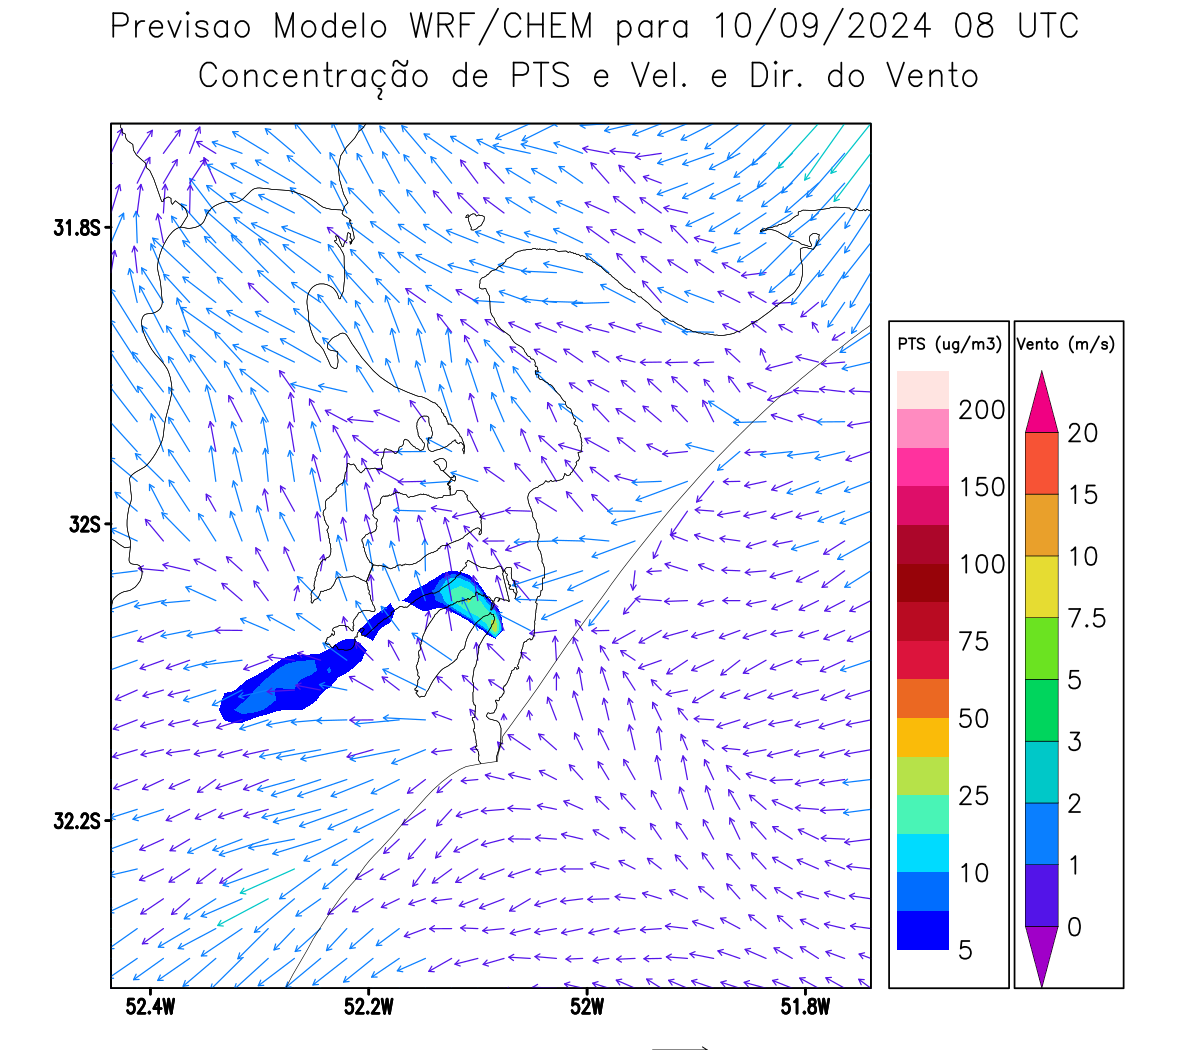 Previsao Modelo WRF/CHEM para 10/09/2024 08 UTC
Concentração de PTS e Vel. e Dir. do Vento
31.8S
32S
32.2S
52.4W
52.2W
52W
51.8W
PTS (ug/m3)
200
150
100
75
50
25
10
5
Vento (m/s)
20
15
10
7.5
5
3
2
1
0